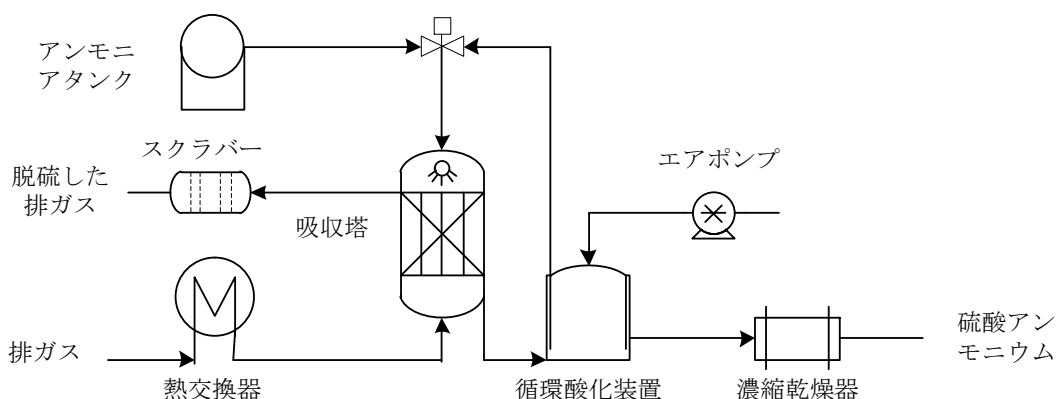 アンモニ
アタンク
スクラバー
エアポンプ
脱硫した
排ガス
吸収塔
排ガス
硫酸アン
モニウム
熱交換器
循環酸化装置
濃縮乾燥器